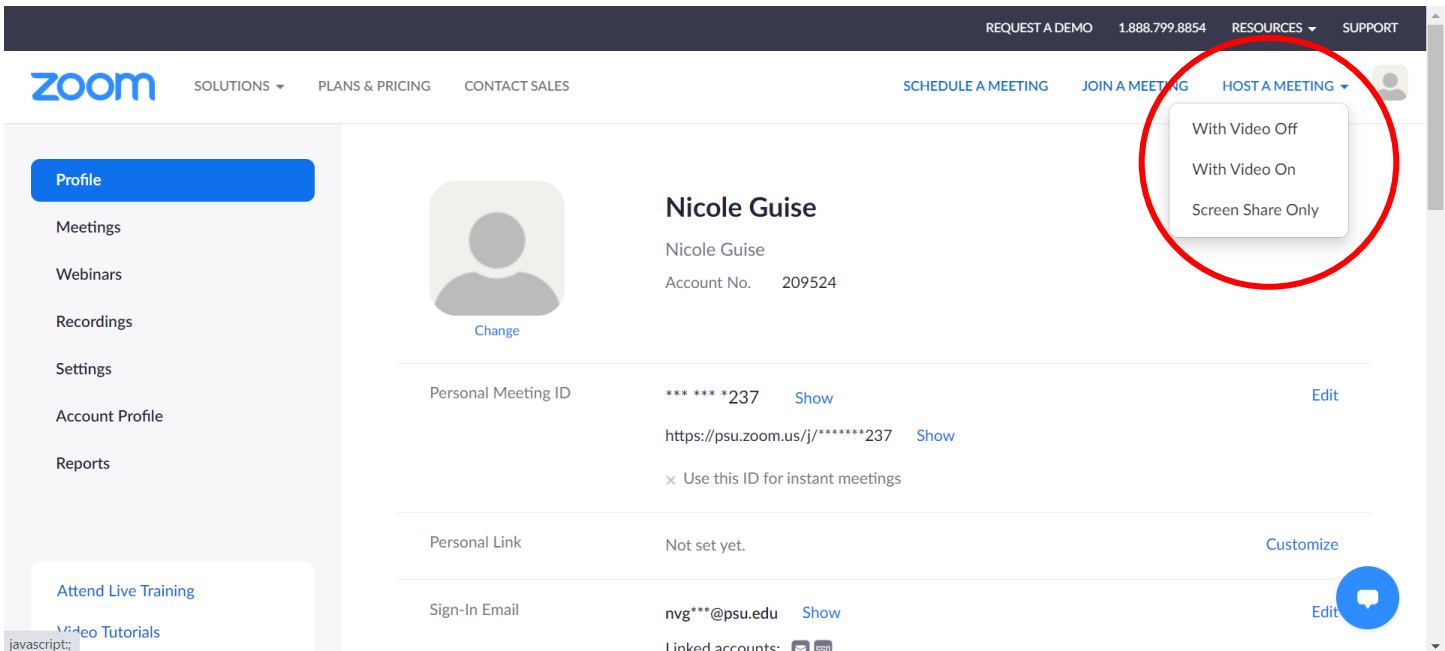 REQUEST A DEMO 1.888.799.8854 RESOURCES SUPPORT
zoom SOLUTIONS PLANS & PRICING CONTACT SALES SCHEDULE A MEETING JOIN A MEETING HOST A MEETING
With Video Off
With Video On
Screen Share Only
Profile
Meetings
Webinars
Recordings
Settings
Account Profile
Reports
Attend Live Training
Video Tutorials
javascript:;
Change
Nicole Guise
Nicole Guise
Account No. 209524
Personal Meeting ID *** *** *237 Show Edit
https://psu.zoom.us/j/*******237 Show
× Use this ID for instant meetings
Personal Link Not set yet. Customize
Sign-In Email nvg***@psu.edu Show Edit
Linked accounts: SSO